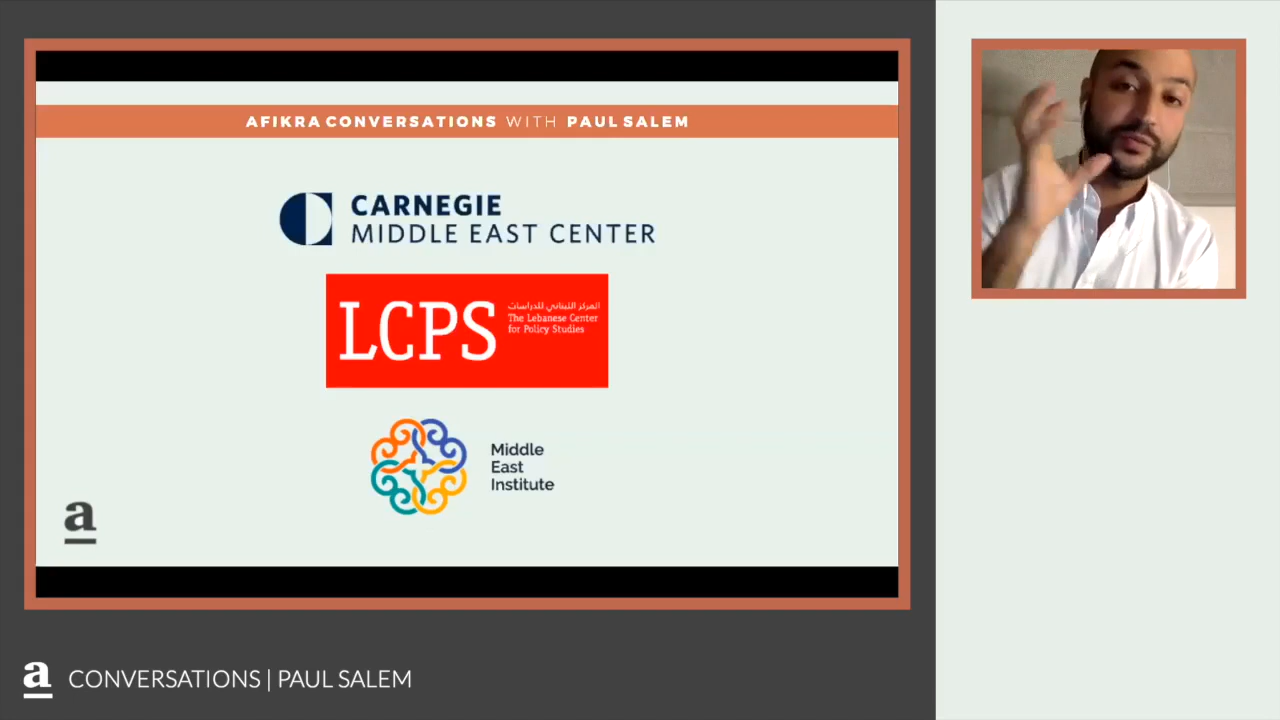 AFIKRA CONVERSATIONS WITH PAUL SALEM
CARNEGIE
MIDDLE EAST CENTER
LCPS
المركز اللبناني للدراسات
The Lebanese Center
for Policy Studies
Middle
East
Institute
a
a CONVERSATIONS | PAUL SALEM